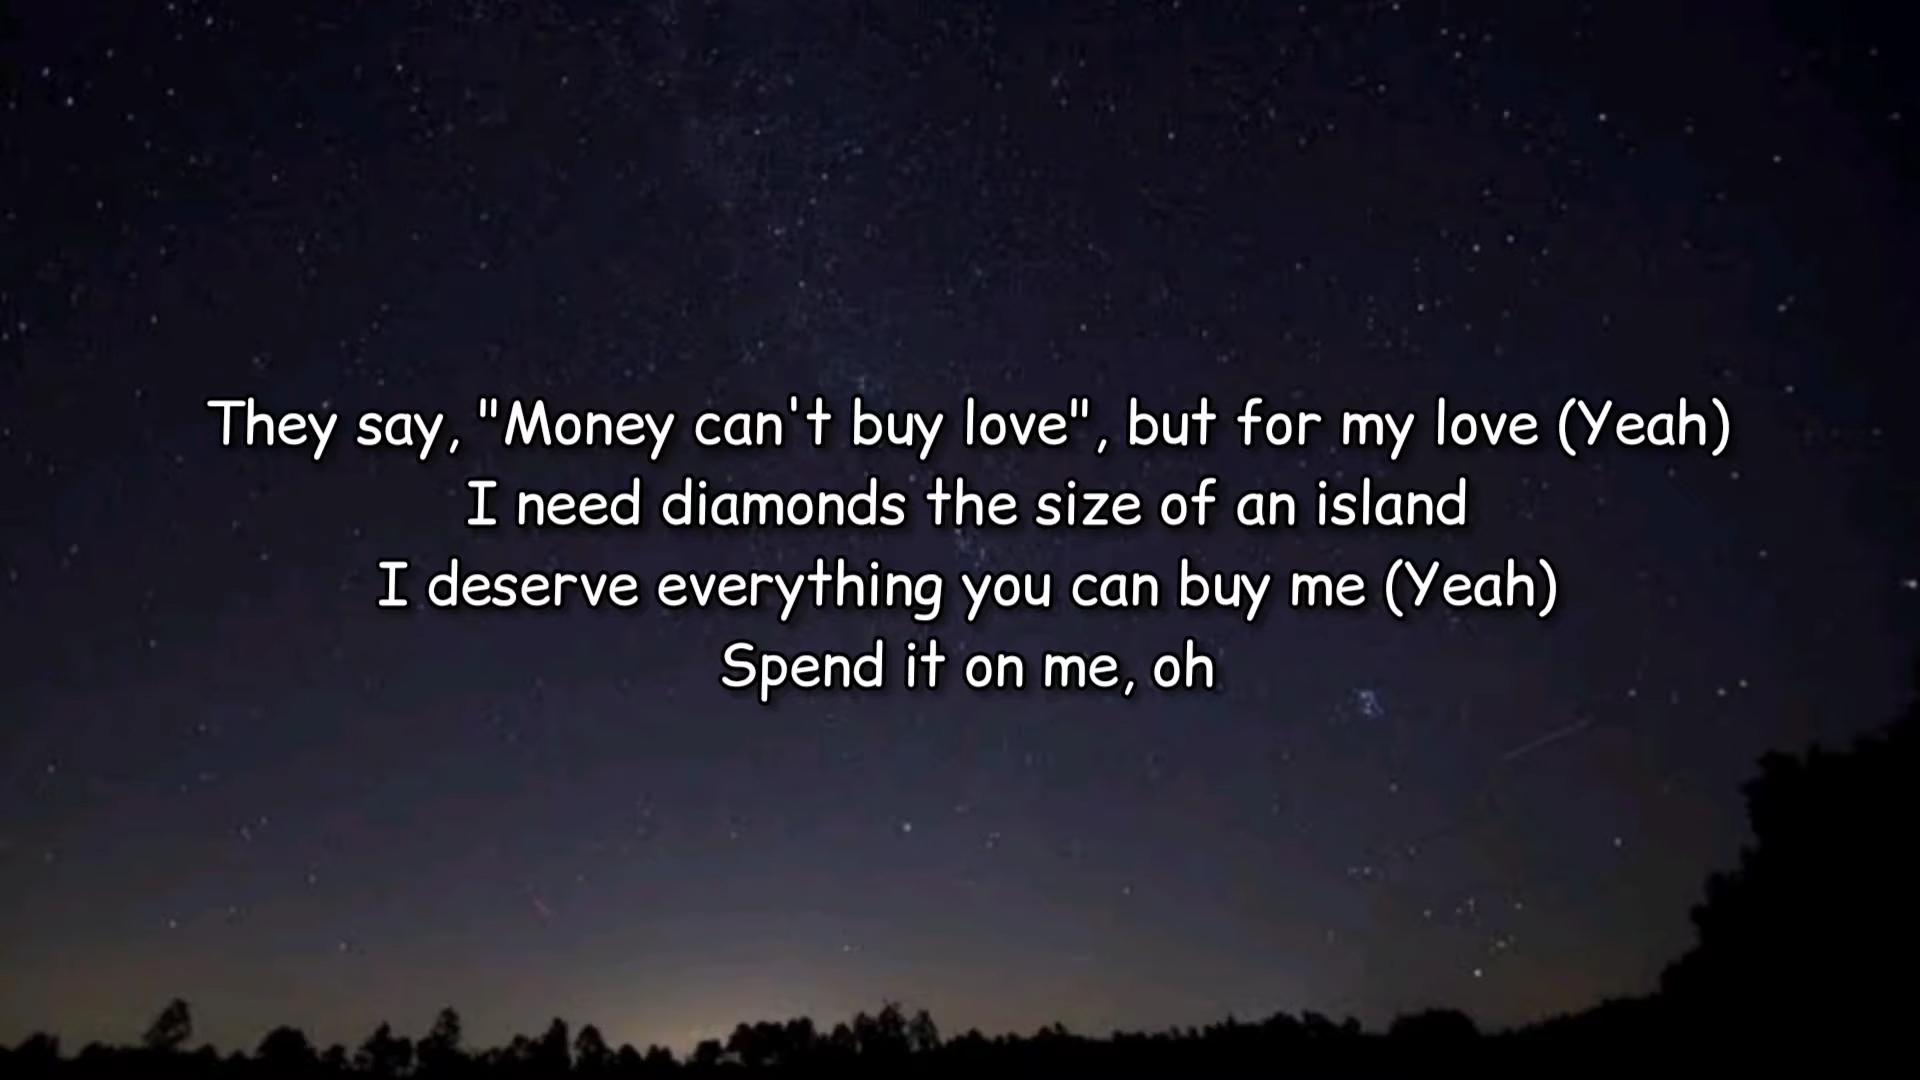 They say, "Money can't buy love", but for my love (Yeah)
I need diamonds the size of an island
I deserve everything you can buy me (Yeah)
Spend it on me, oh